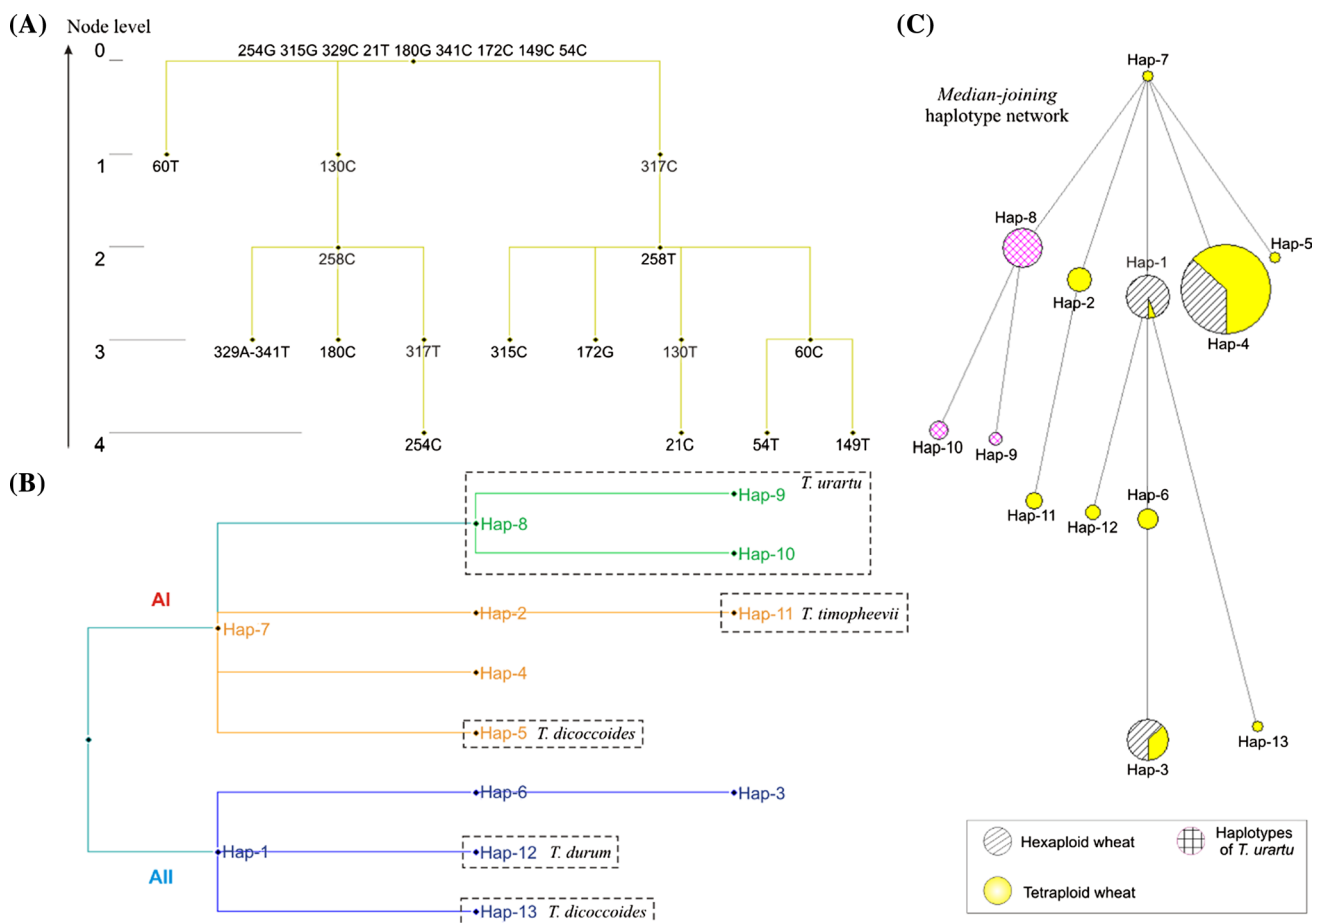 (A)
Node level
0
254G 315G 329C 21T 180G 341C 172C 149C 54C
1
60T
130C
317C
2
258C
258T
3
329A-341T
180C
317T
315C
172G
130T
60C
4
254C
21C
54T
149T
(B)
T. urartu
Hap-9
Hap-8
Hap-10
AI
Hap-2
Hap-11 T. timopheevii
Hap-7
Hap-4
Hap-5 T. dicoccoides
Hap-6
Hap-3
Hap-1
Hap-12 T. durum
AII
Hap-13 T. dicoccoides
(C)
Hap-7
Median-joining
haplotype network
Hap-8
Hap-5
Hap-1
Hap-2
Hap-4
Hap-10
Hap-9
Hap-6
Hap-11
Hap-12
Hap-13
Hap-3
Hexaploid wheat
Haplotypes
of T. urartu
Tetraploid wheat